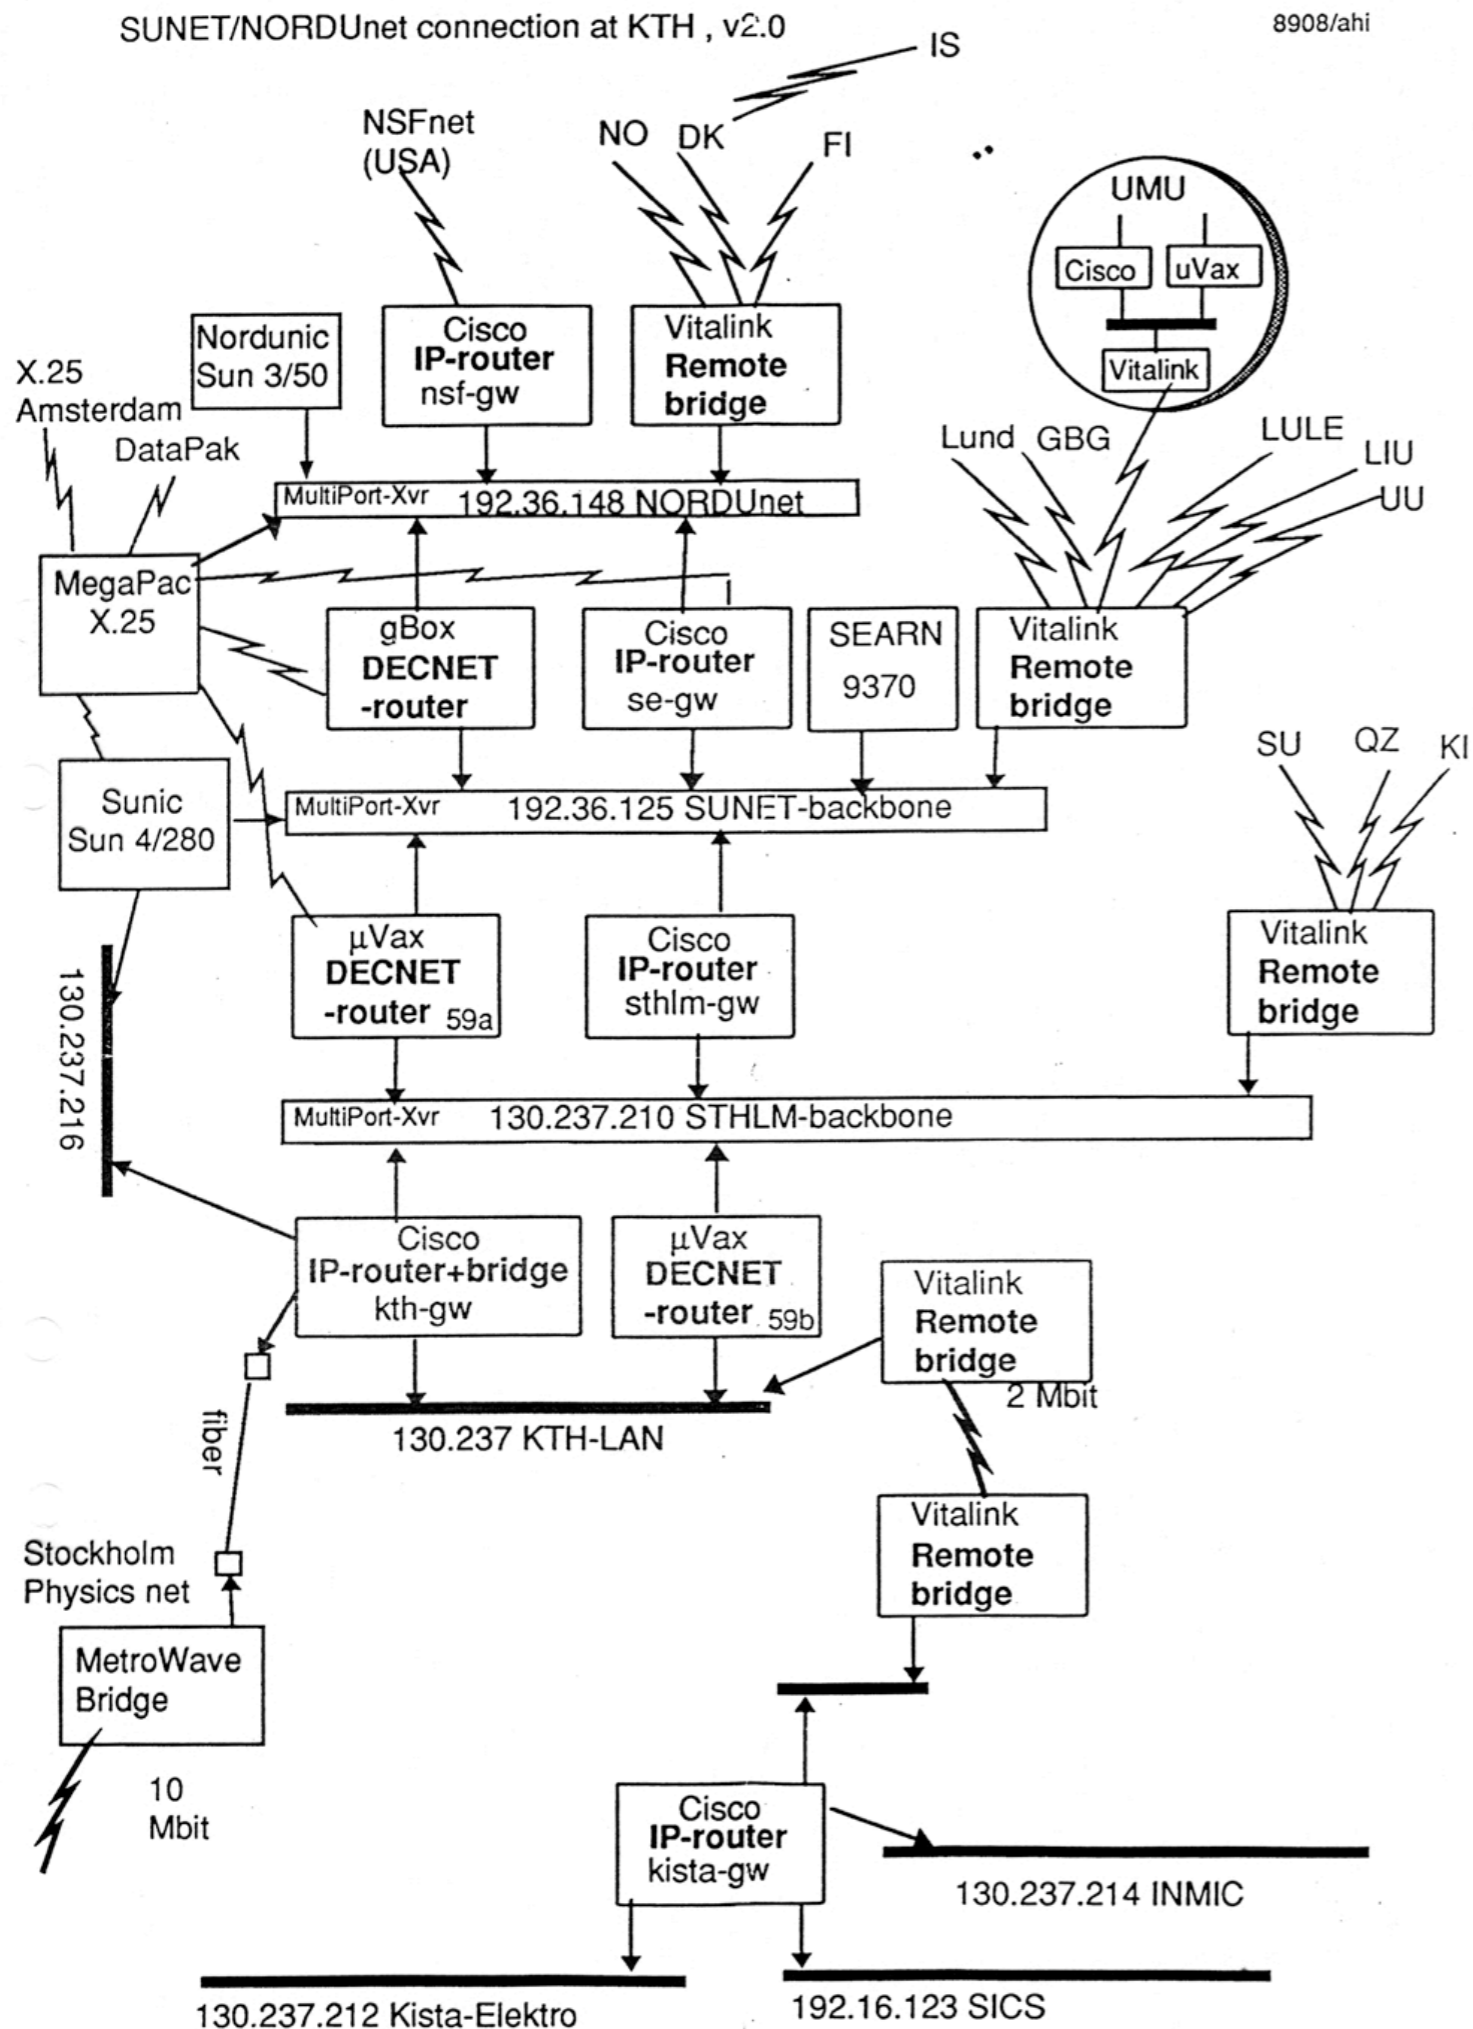 SUNET/NORDUnet connection at KTH , v2.0
8908/ahi
IS
NSFnet
(USA)
NO
DK
FI
UMU
Cisco
uVax
Vitalink
Nordunic
Sun 3/50
Cisco
IP-router
nsf-gw
Vitalink
Remote
bridge
X.25
Amsterdam
DataPak
Lund
GBG
LULE
LIU
UU
MultiPort-Xvr
192.36.148 NORDUnet
MegaPac
X.25
gBox
DECNET
-router
Cisco
IP-router
se-gw
SEARN
9370
Vitalink
Remote
bridge
SU
QZ
KI
Sunic
Sun 4/280
MultiPort-Xvr
192.36.125 SUNET-backbone
µVax
DECNET
-router 59a
Cisco
IP-router
sthlm-gw
Vitalink
Remote
bridge
130.237.216
MultiPort-Xvr
130.237.210 STHLM-backbone
Cisco
IP-router+bridge
kth-gw
µVax
DECNET
-router 59b
Vitalink
Remote
bridge
2 Mbit
130.237 KTH-LAN
fiber
Vitalink
Remote
bridge
Stockholm
Physics net
MetroWave
Bridge
10
Mbit
Cisco
IP-router
kista-gw
130.237.214 INMIC
130.237.212 Kista-Elektro
192.16.123 SICS